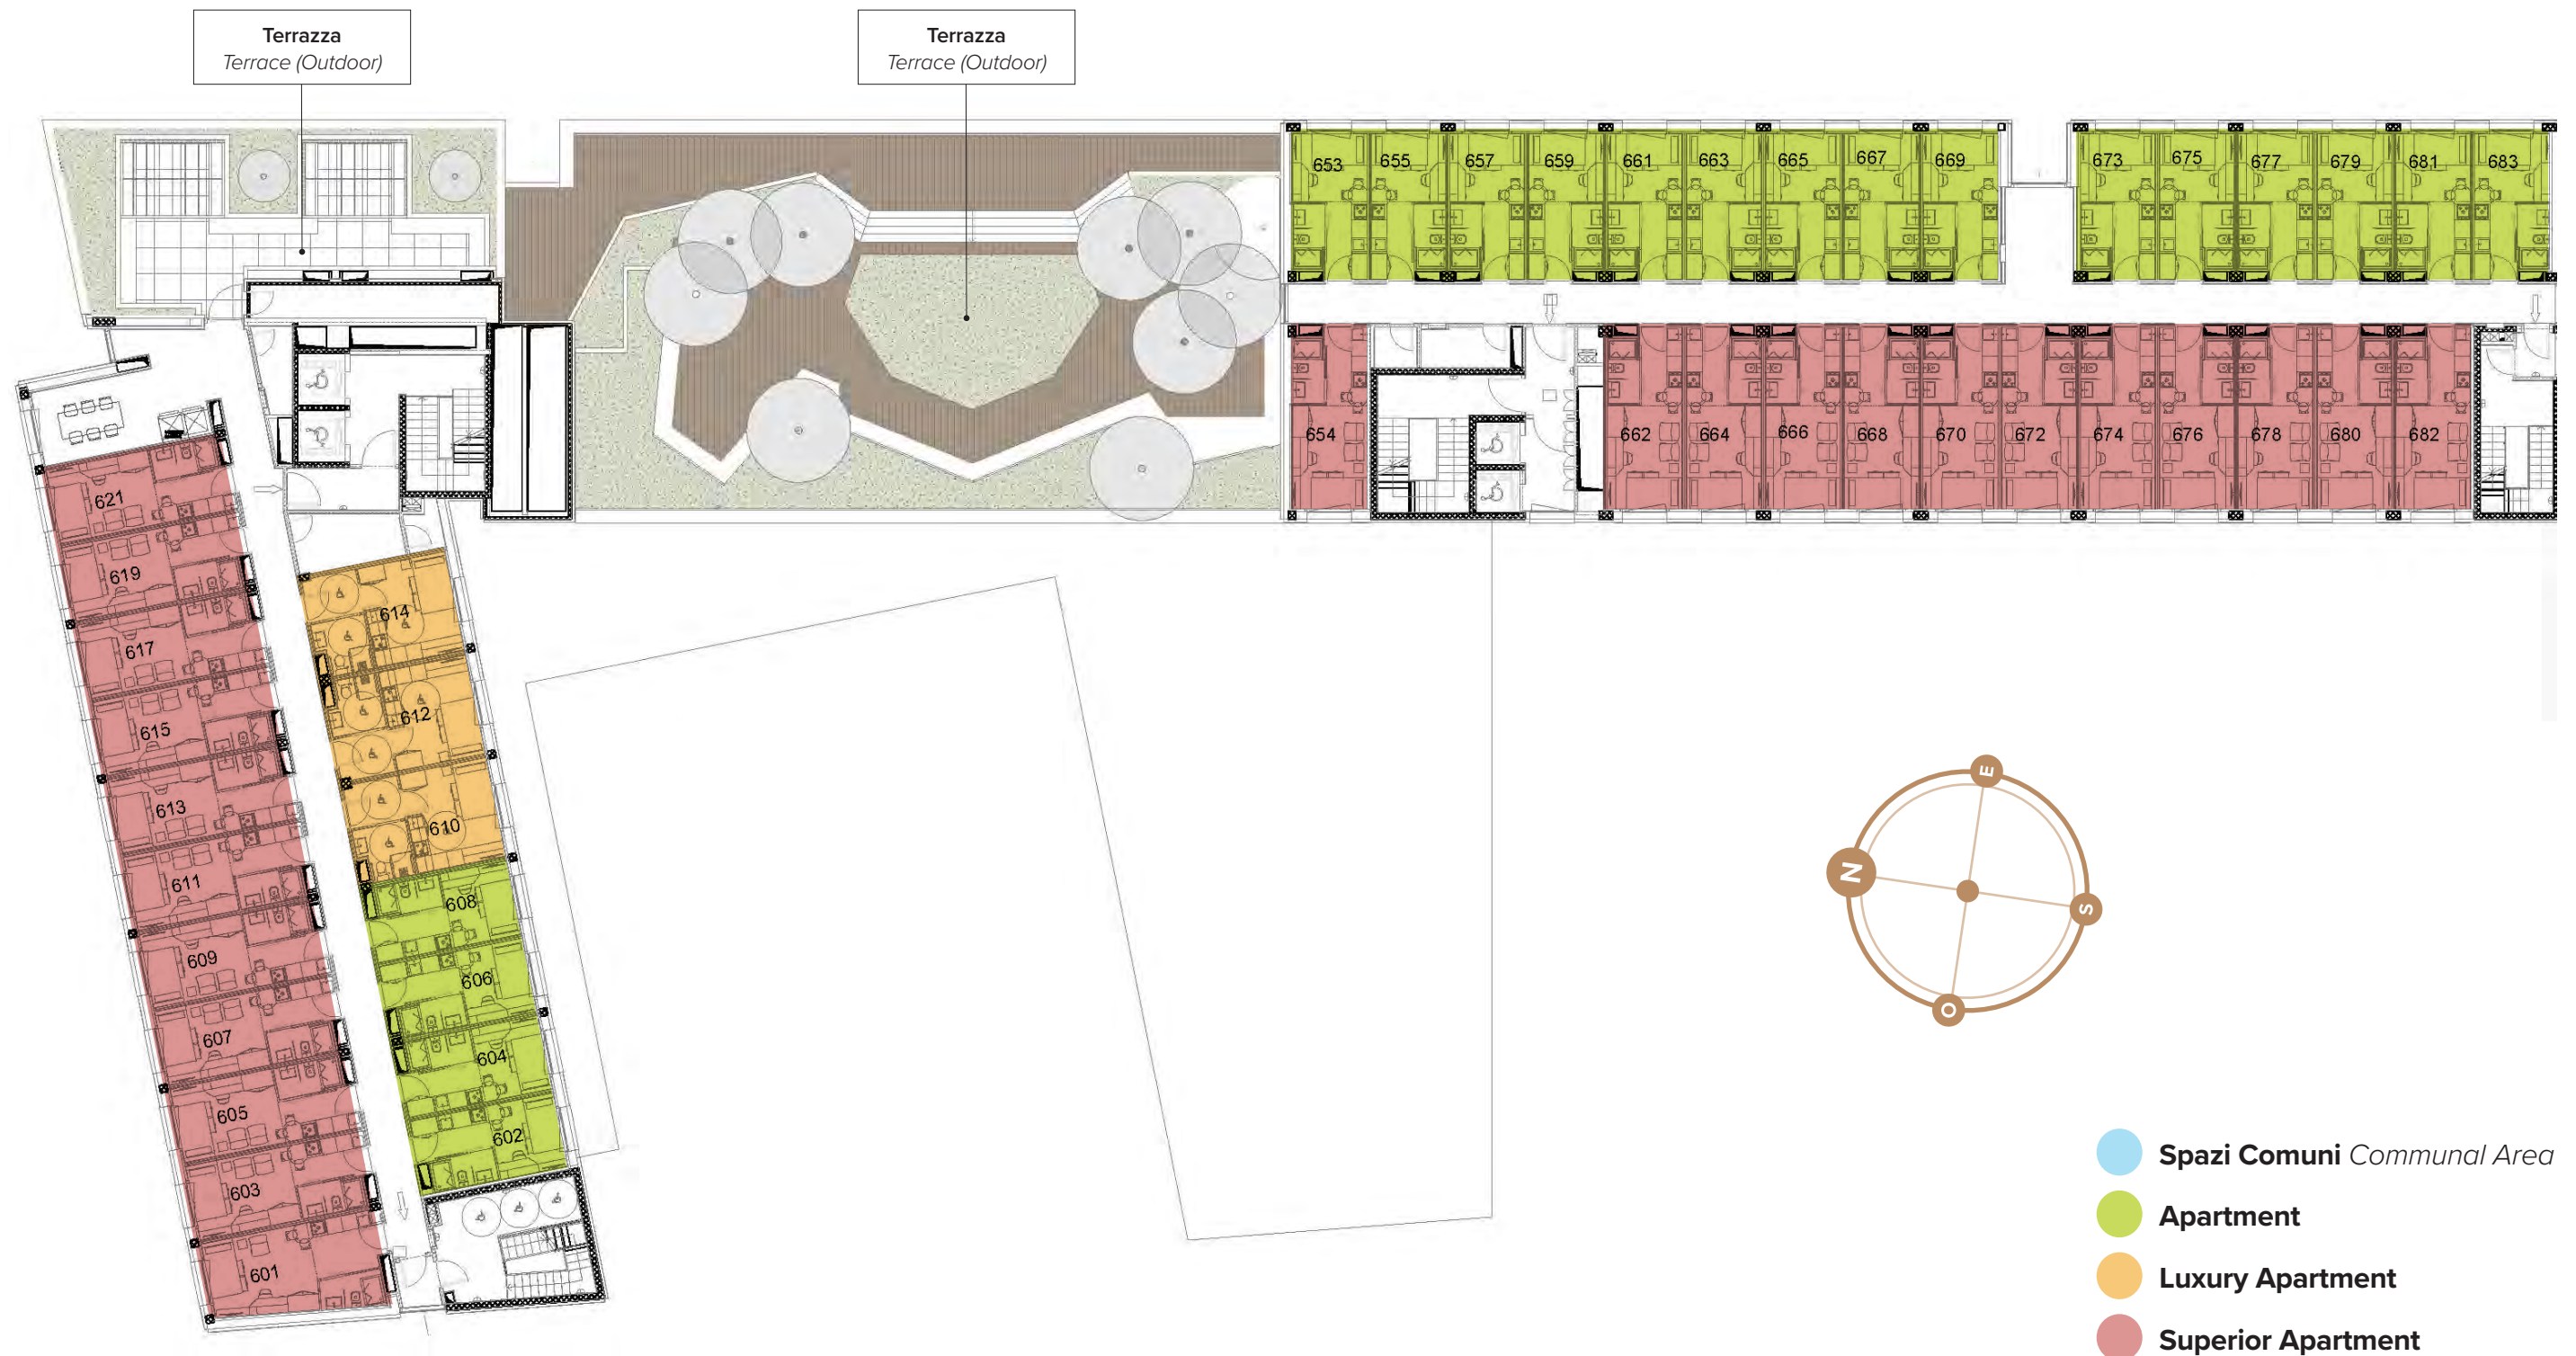 Terrazza
Terrace (Outdoor)
Terrazza
Terrace (Outdoor)
653 655 657 659 661 663 665 667 669 673 675 677 679 681 683
654 662 664 666 668 670 672 674 676 678 680 682
621
619
617
615
613
611
609
607
605
603
601
614
612
610
608
606
604
602
E
N
S
O
Spazi Comuni Communal Area
Apartment
Luxury Apartment
Superior Apartment